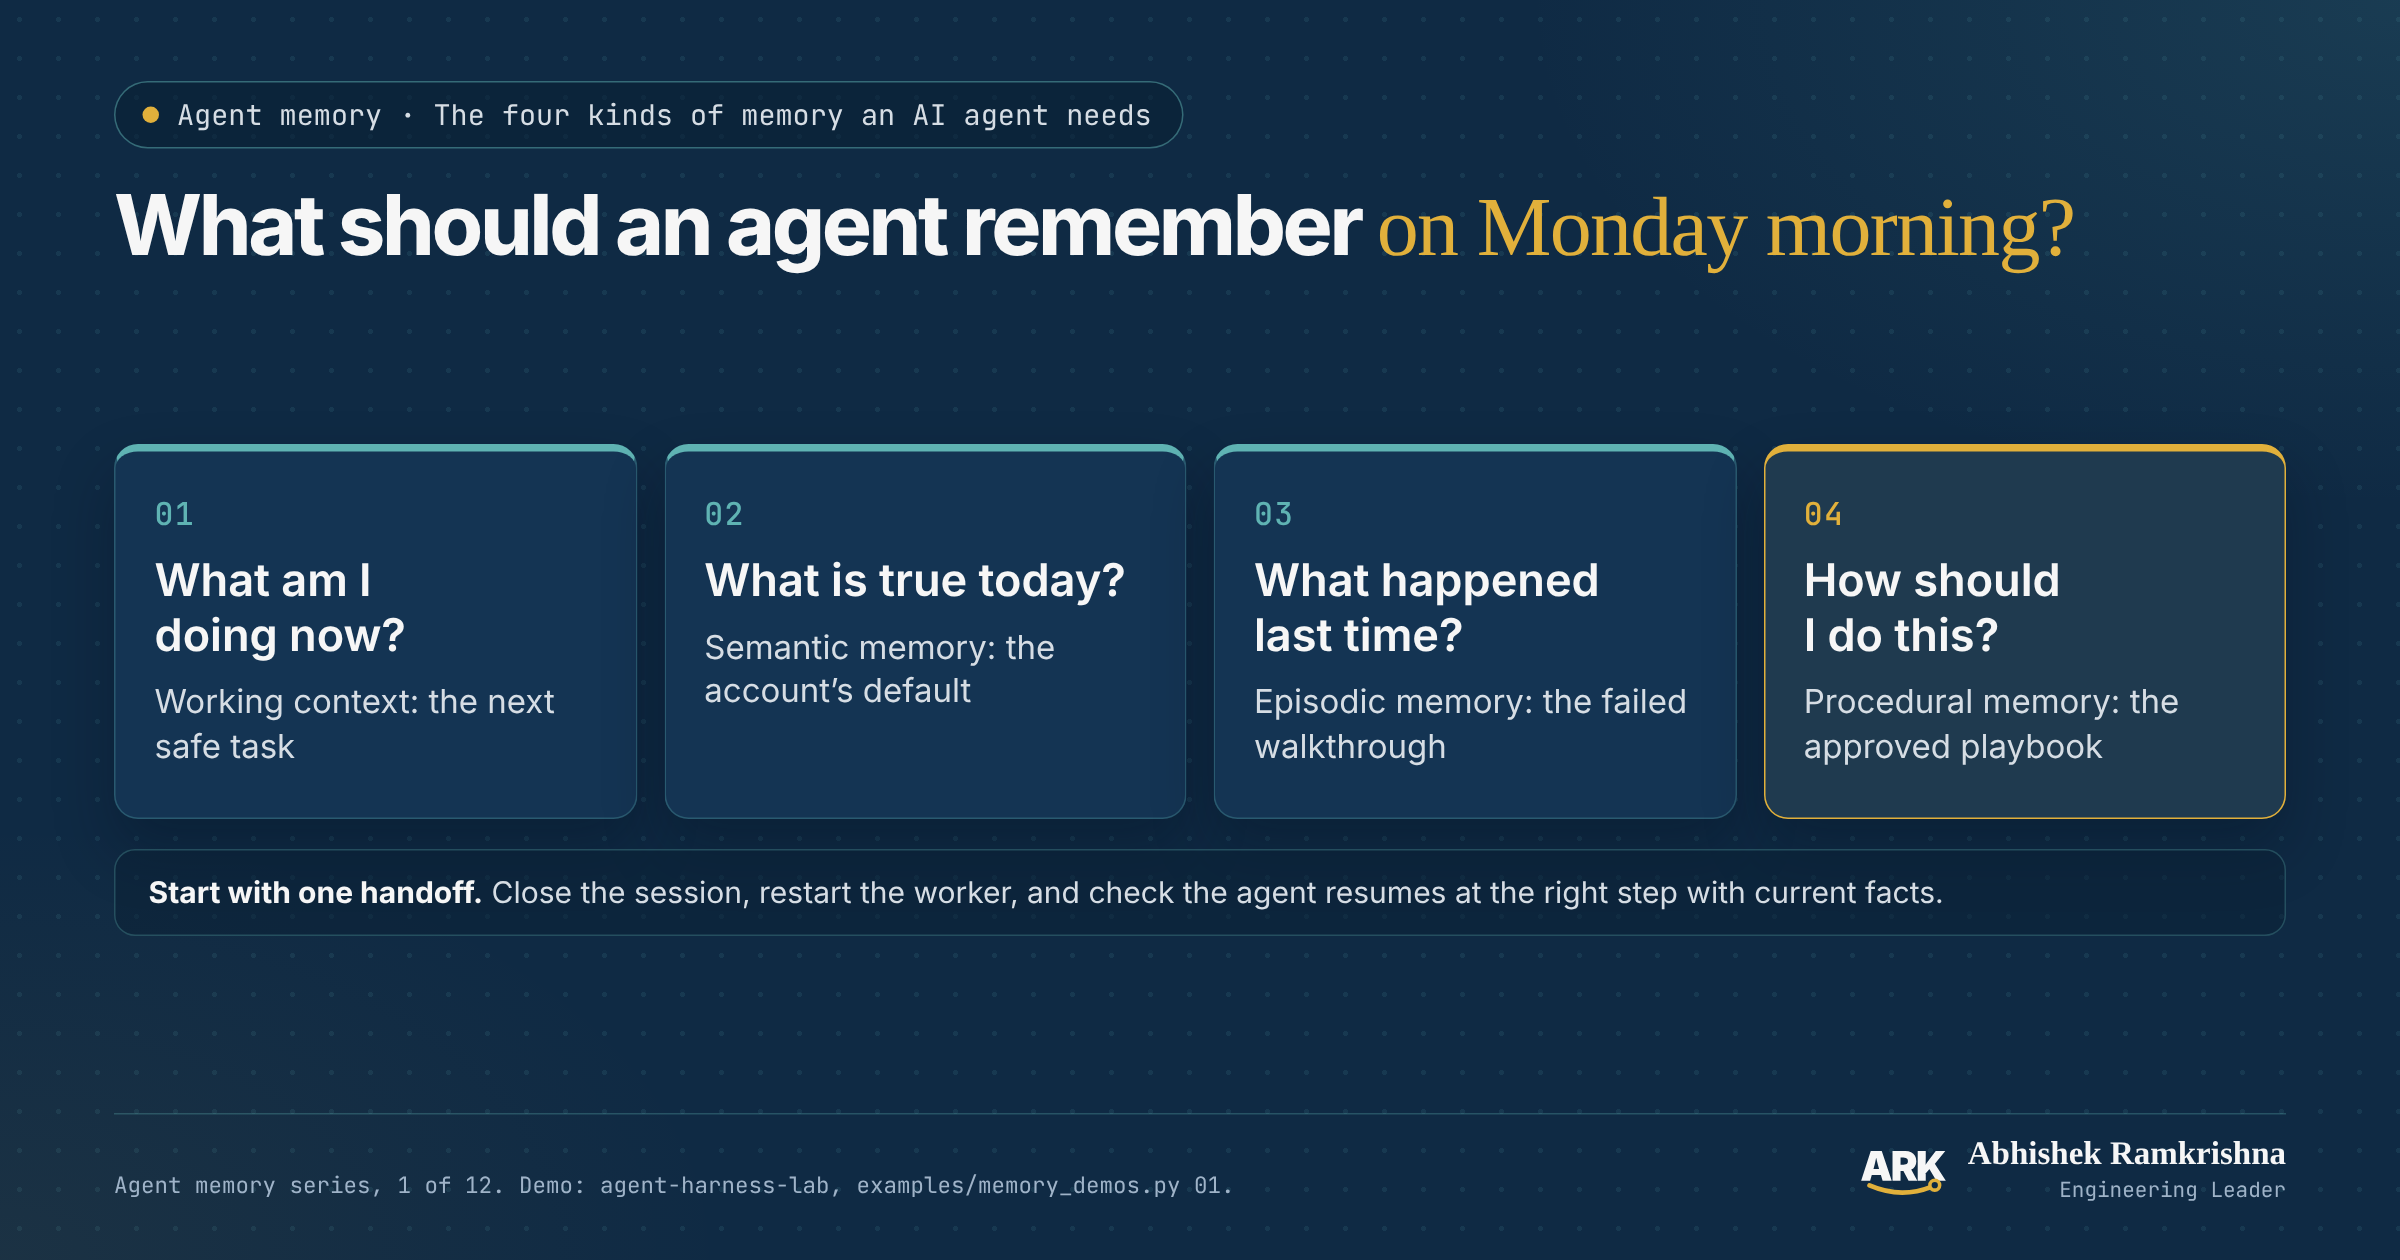 Agent memory · The four kinds of memory an AI agent needs
What should an agent remember on Monday morning?
01
What am I
doing now?
Working context: the next
safe task
02
What is true today?
Semantic memory: the
account’s default
03
What happened
last time?
Episodic memory: the failed
walkthrough
04
How should
I do this?
Procedural memory: the
approved playbook
Start with one handoff. Close the session, restart the worker, and check the agent resumes at the right step with current facts.
Agent memory series, 1 of 12. Demo: agent-harness-lab, examples/memory_demos.py 01.
ARK
Abhishek Ramkrishna
Engineering Leader